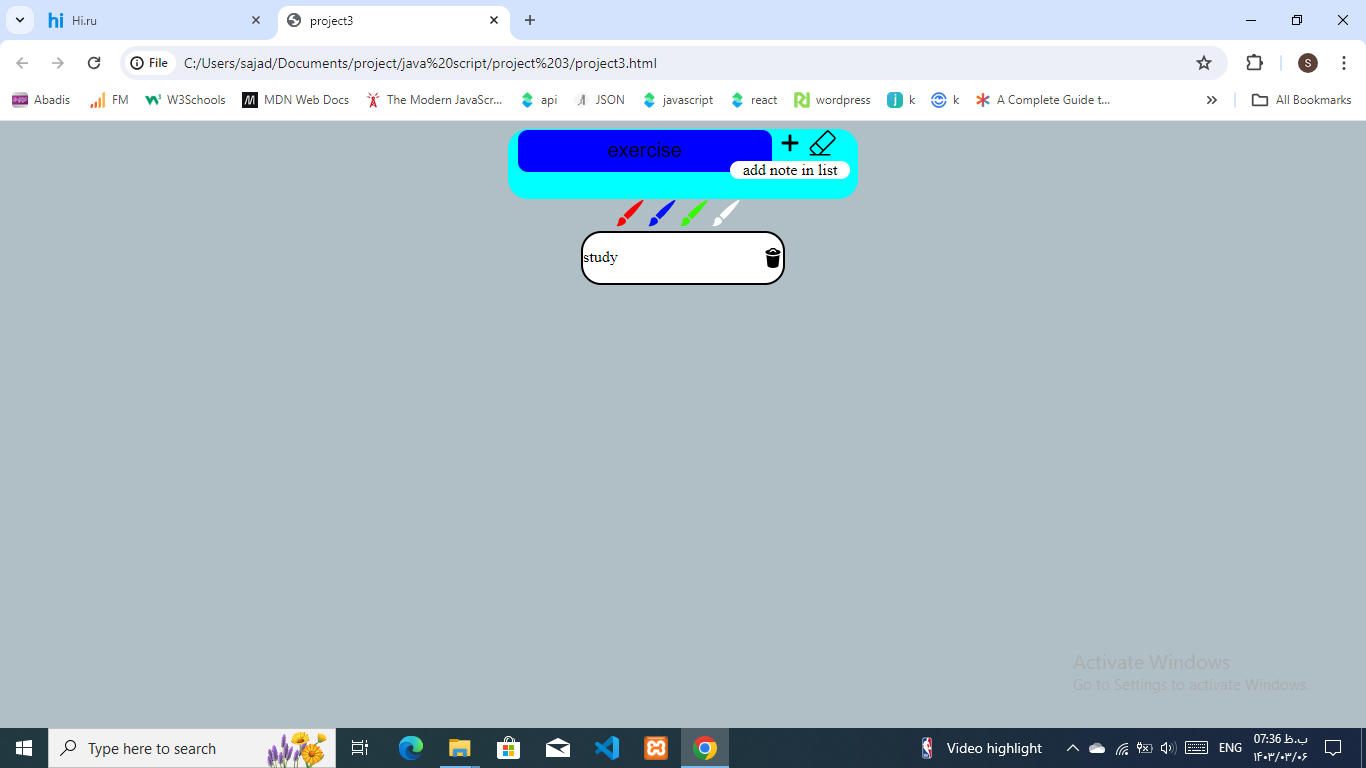 Hi.ru
project3
File
C:/Users/sajad/Documents/project/java%20script/project%203/project3.html
S
Abadis
FM
W3Schools
MDN Web Docs
The Modern JavaScr...
api
JSON
javascript
react
wordpress
k
k
A Complete Guide t...
All Bookmarks
exercise
add note in list
study
Activate Windows
Go to Settings to activate Windows.
Type here to search
Video highlight
ENG
07:36 ب.ظ
۱۴۰۳/۰۳/۰۶